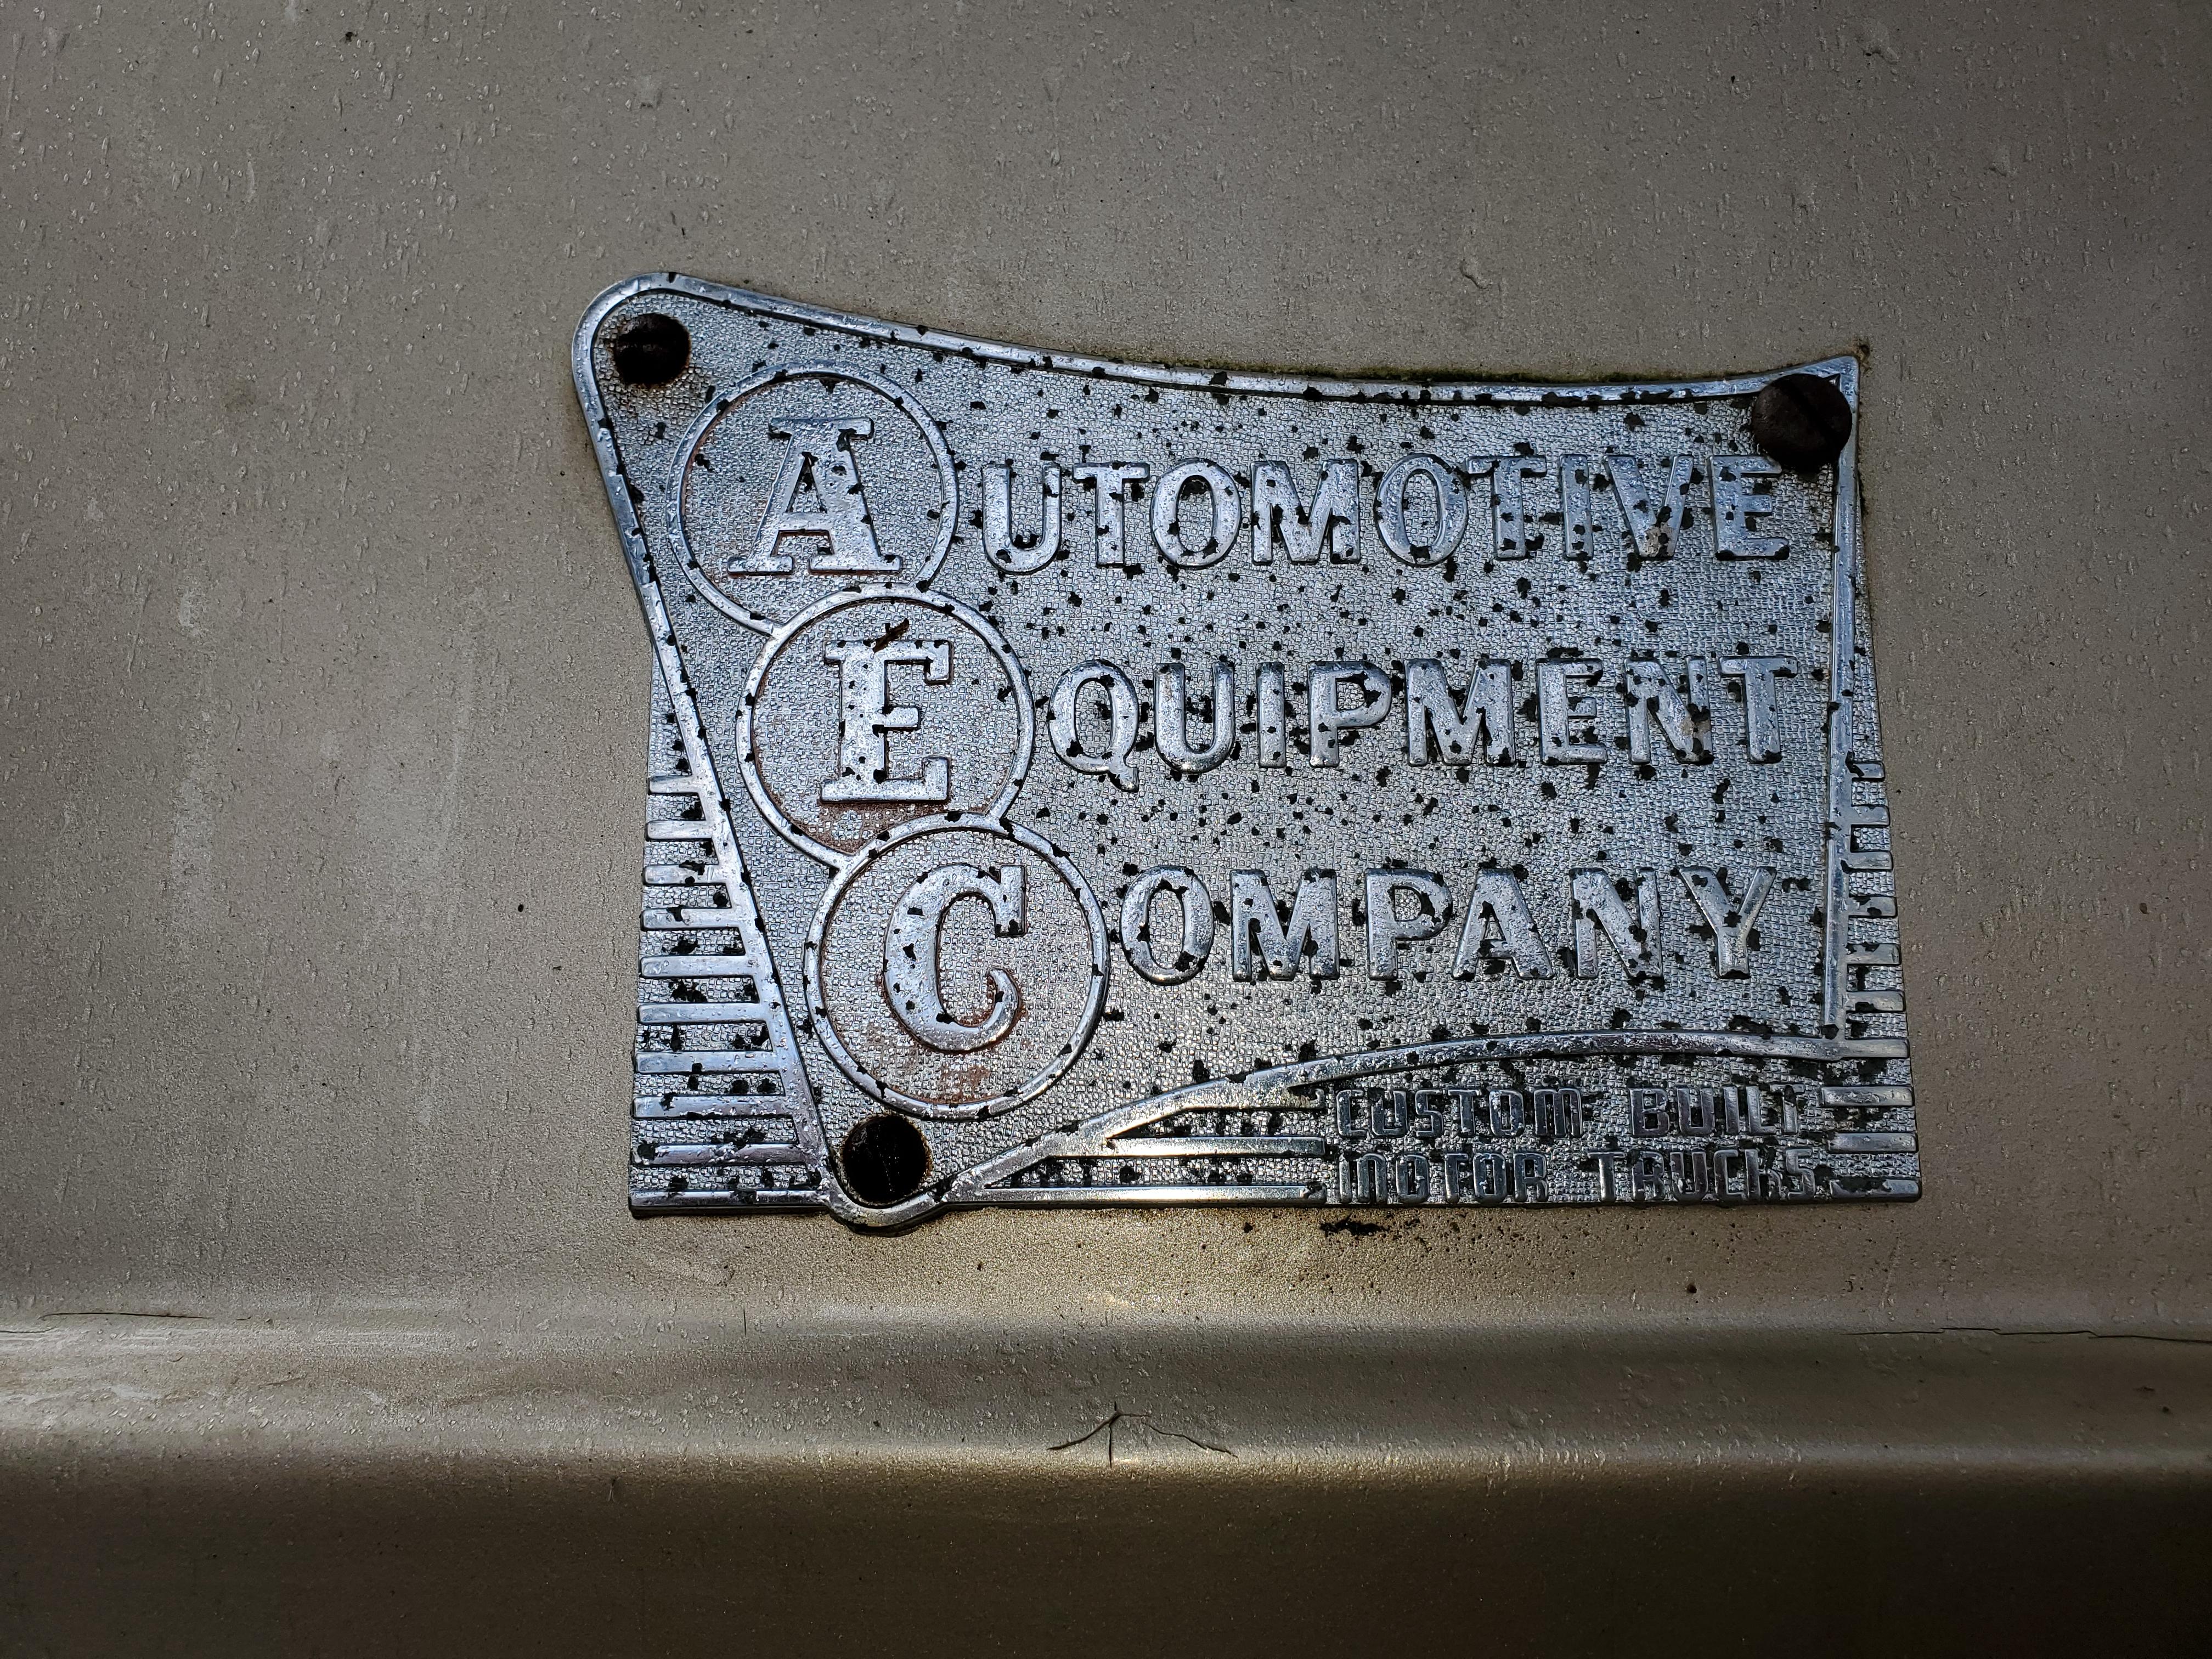 AUTOMOTIVE
EQUIPMENT
COMPANY
CUSTOM BUILT
MOTOR TRUCKS